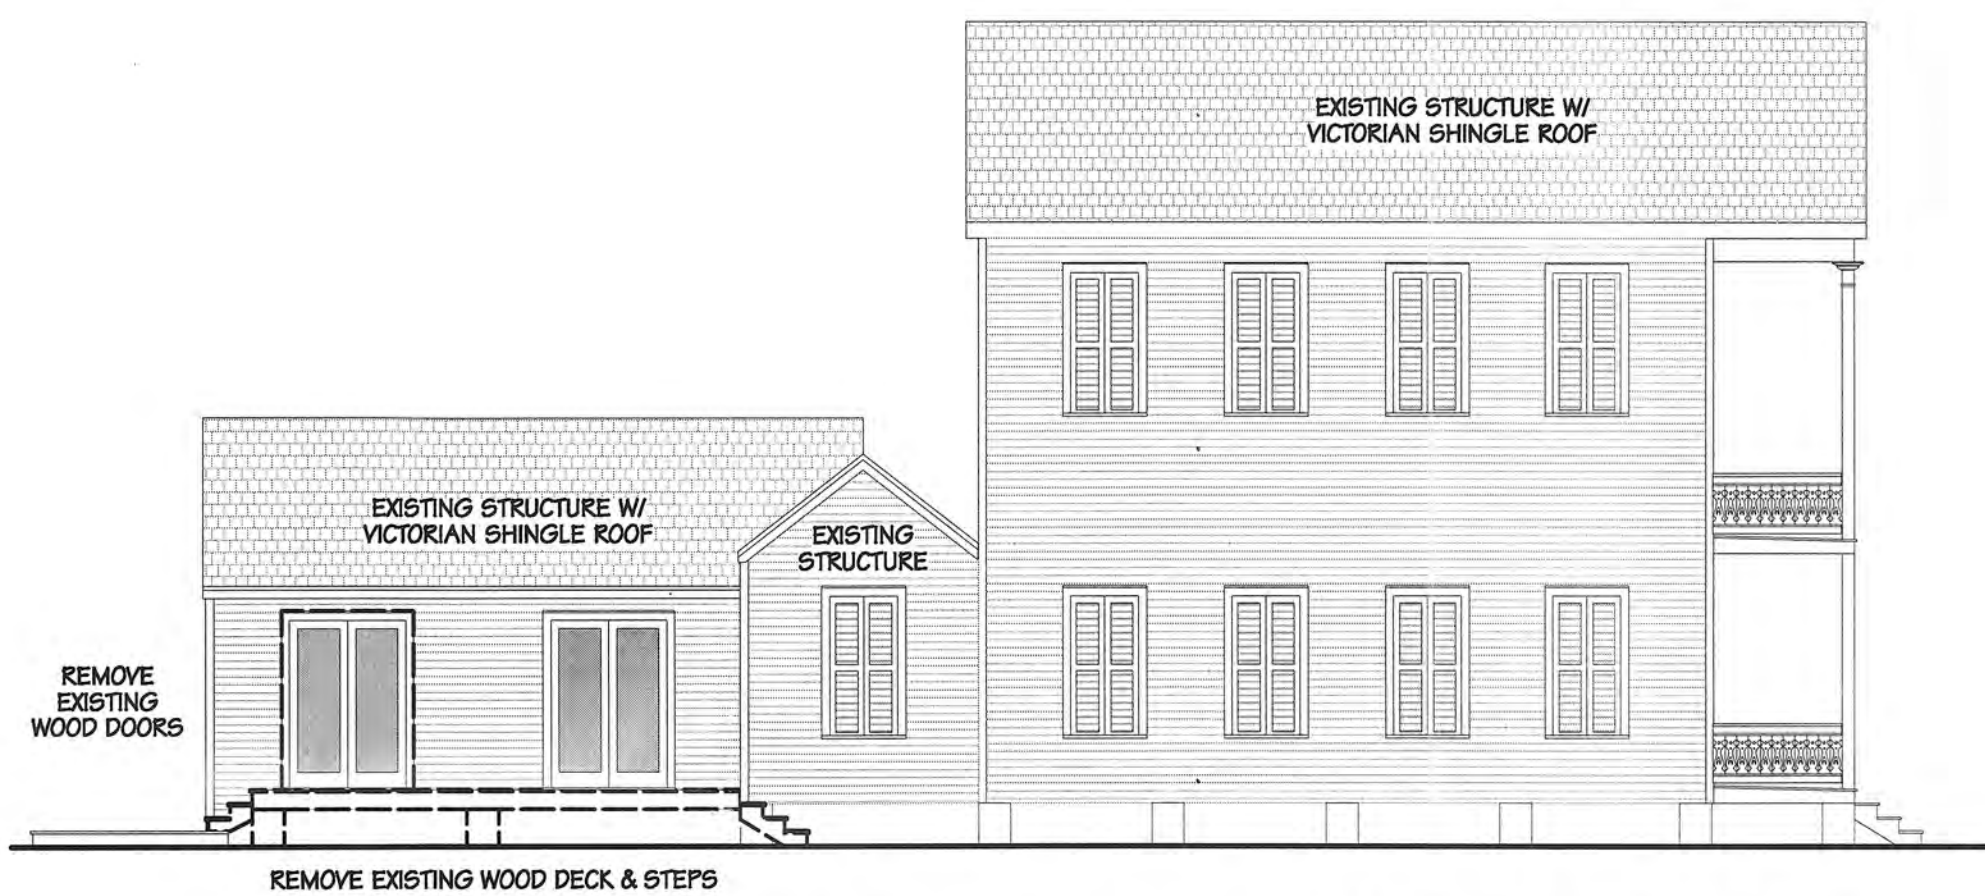 EXISTING STRUCTURE W/
VICTORIAN SHINGLE ROOF
EXISTING STRUCTURE W/
VICTORIAN SHINGLE ROOF
EXISTING
STRUCTURE
REMOVE
EXISTING
WOOD DOORS
REMOVE EXISTING WOOD DECK & STEPS